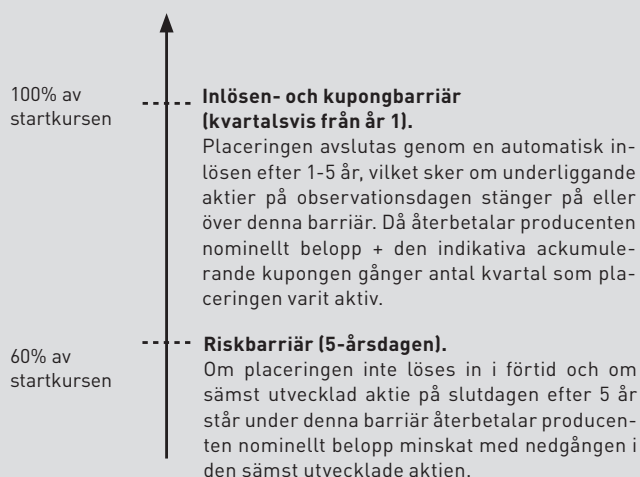 100% av
startkursen
Inlösen- och kupongbarriär
(kvartalsvis från år 1).
Placeringen avslutas genom en automatisk in-
lösen efter 1-5 år, vilket sker om underliggande
aktier på observationsdagen stänger på eller
över denna barriär. Då återbetalar producenten
nominellt belopp + den indikativa ackumule-
rande kupongen gånger antal kvartal som pla-
ceringen varit aktiv.
60% av
startkursen
Riskbarriär (5-årsdagen).
Om placeringen inte löses in i förtid och om
sämst utvecklad aktie på slutdagen efter 5 år
står under denna barriär återbetalar producen-
ten nominellt belopp minskat med nedgången i
den sämst utvecklade aktien.